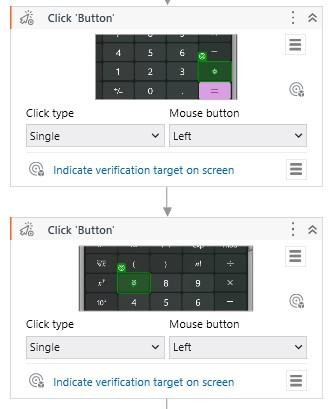 Click 'Button'
4 5 6 −
1 2 3
+/− 0 . =
Click type Mouse button
Single Left
Indicate verification target on screen
Click 'Button'
( ) n! ÷
8 9 ×
4 5 6 −
Click type Mouse button
Single Left
Indicate verification target on screen